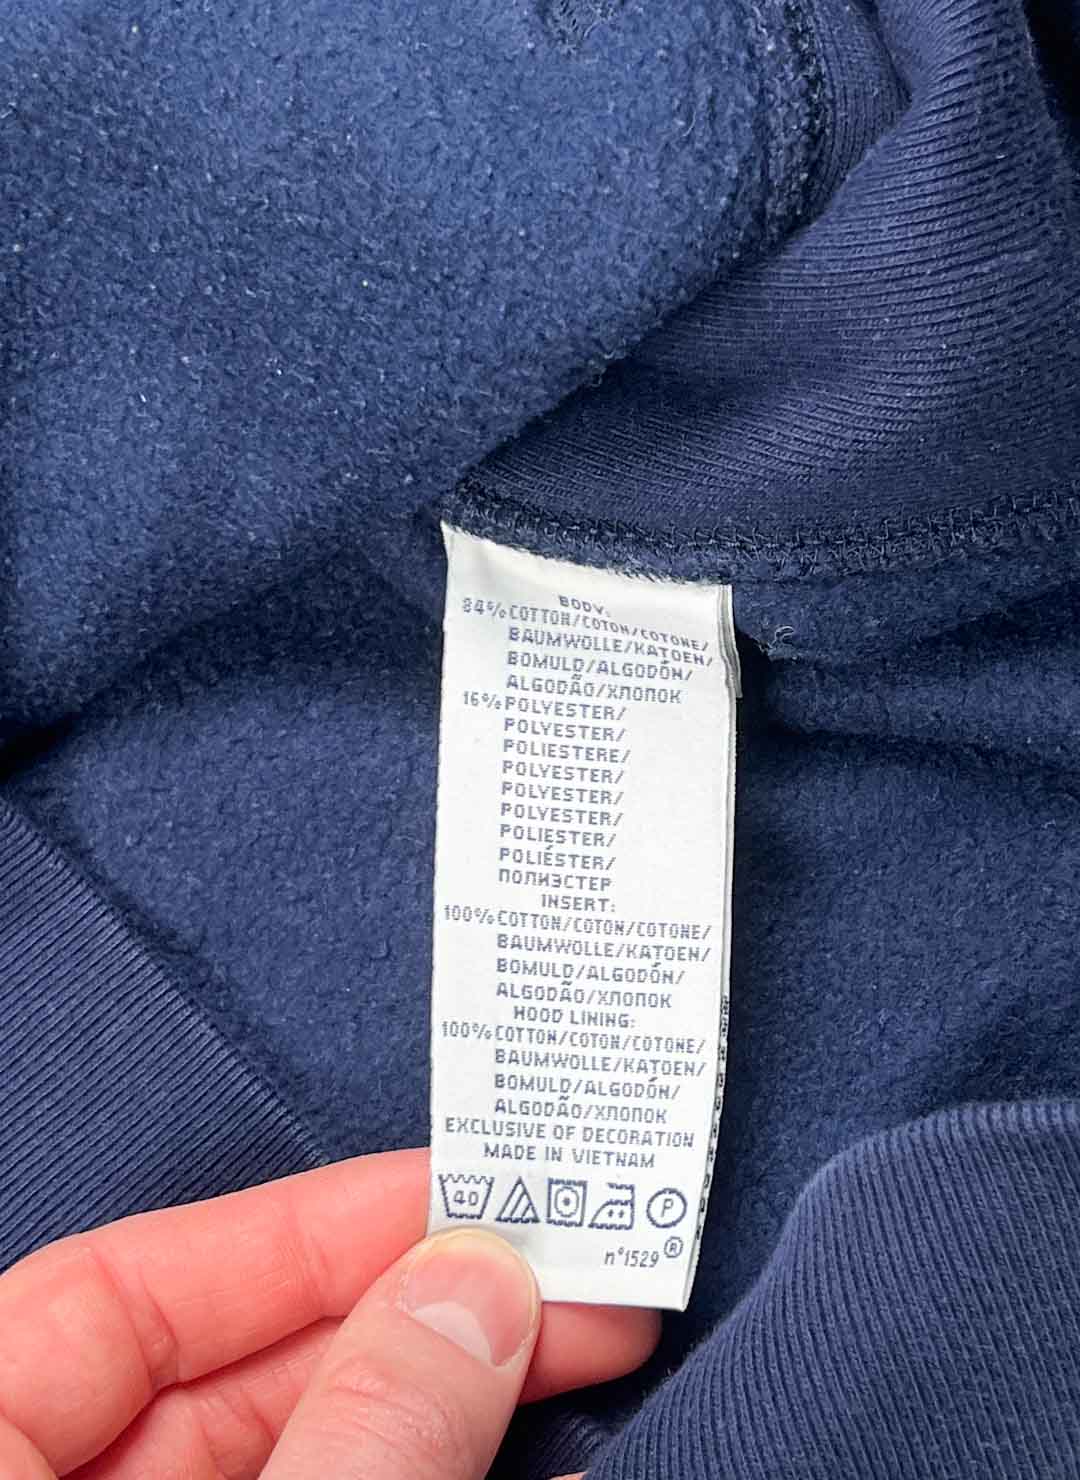 BODY:
84% COTTON/COTON/COTONE/
BAUMWOLLE/KATOEN/
BOMULD/ALGODÓN/
ALGODÃO/ХЛОПОК
16% POLYESTER/
POLYESTER/
POLIESTERE/
POLYESTER/
POLYESTER/
POLYESTER/
POLIESTER/
POLIÉSTER/
ПОЛИЭСТЕР
INSERT:
100% COTTON/COTON/COTONE/
BAUMWOLLE/KATOEN/
BOMULD/ALGODÓN/
ALGODÃO/ХЛОПОК
HOOD LINING:
100% COTTON/COTON/COTONE/
BAUMWOLLE/KATOEN/
BOMULD/ALGODÓN/
ALGODÃO/ХЛОПОК
EXCLUSIVE OF DECORATION
MADE IN VIETNAM
40 P
n°1529 ®